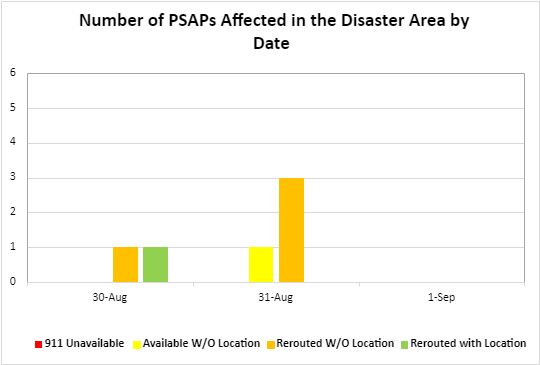 Number of PSAPs Affected in the Disaster Area by
Date
6
5
4
3
2
1
0
30-Aug 31-Aug 1-Sep
911 Unavailable Available W/O Location Rerouted W/O Location Rerouted with Location